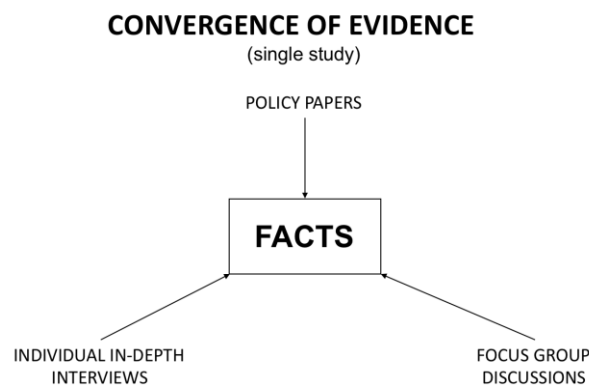 CONVERGENCE OF EVIDENCE
(single study)
POLICY PAPERS
FACTS
INDIVIDUAL IN-DEPTH
INTERVIEWS
FOCUS GROUP
DISCUSSIONS